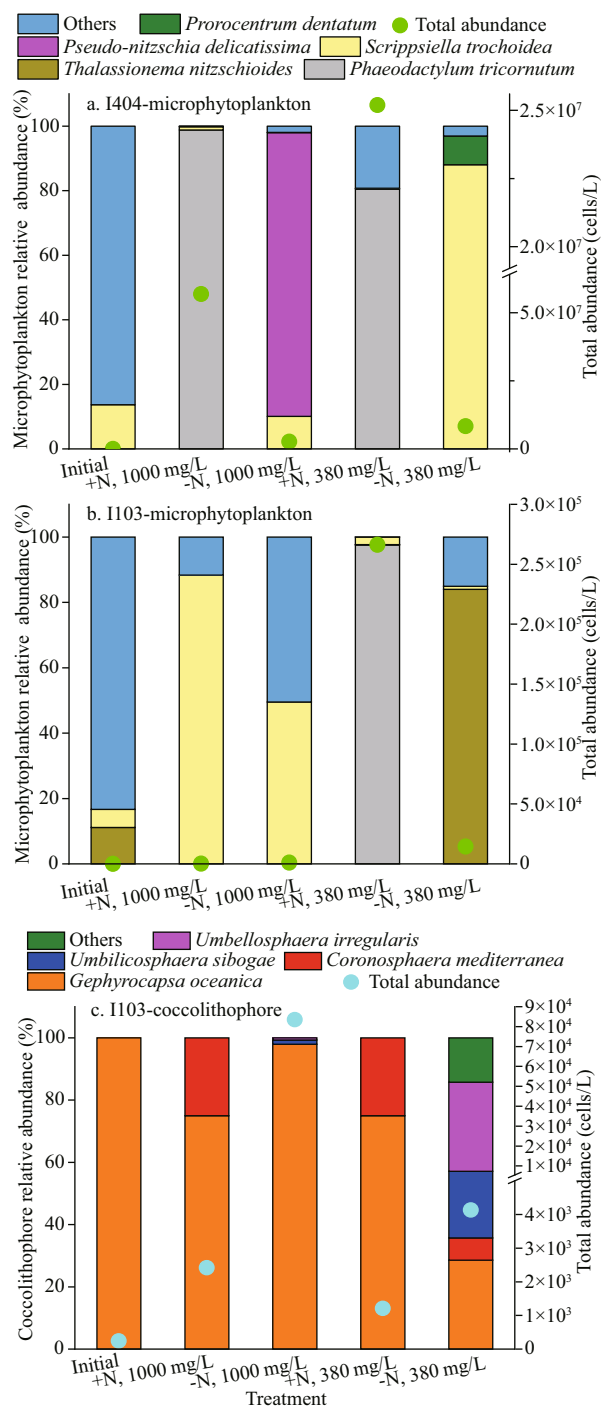 Others Prorocentrum dentatum Total abundance
Pseudo-nitzschia delicatissima Scrippsiella trochoidea
Thalassionema nitzschioides Phaeodactylum tricornutum
a. I404-microphytoplankton
Microphytoplankton relative abundance (%)
100
80
60
40
20
0
2.5×10⁷
2.0×10⁷
5.0×10⁷
0
Total abundance (cells/L)
Initial
+N, 1000 mg/L
-N, 1000 mg/L
+N, 380 mg/L
-N, 380 mg/L
b. I103-microphytoplankton
Microphytoplankton relative abundance (%)
100
80
60
40
20
0
3.0×10⁵
2.5×10⁵
2.0×10⁵
1.5×10⁵
1.0×10⁵
5.0×10⁴
0
Total abundance (cells/L)
Initial
+N, 1000 mg/L
-N, 1000 mg/L
+N, 380 mg/L
-N, 380 mg/L
Others Umbellosphaera irregularis
Umbilicosphaera sibogae Coronosphaera mediterranea
Gephyrocapsa oceanica Total abundance
c. I103-coccolithophore
Coccolithophore relative abundance (%)
100
80
60
40
20
0
9×10⁴
8×10⁴
7×10⁴
6×10⁴
5×10⁴
4×10⁴
3×10⁴
2×10⁴
1×10⁴
4×10³
3×10³
2×10³
1×10³
0
Total abundance (cells/L)
Initial
+N, 1000 mg/L
-N, 1000 mg/L
+N, 380 mg/L
-N, 380 mg/L
Treatment